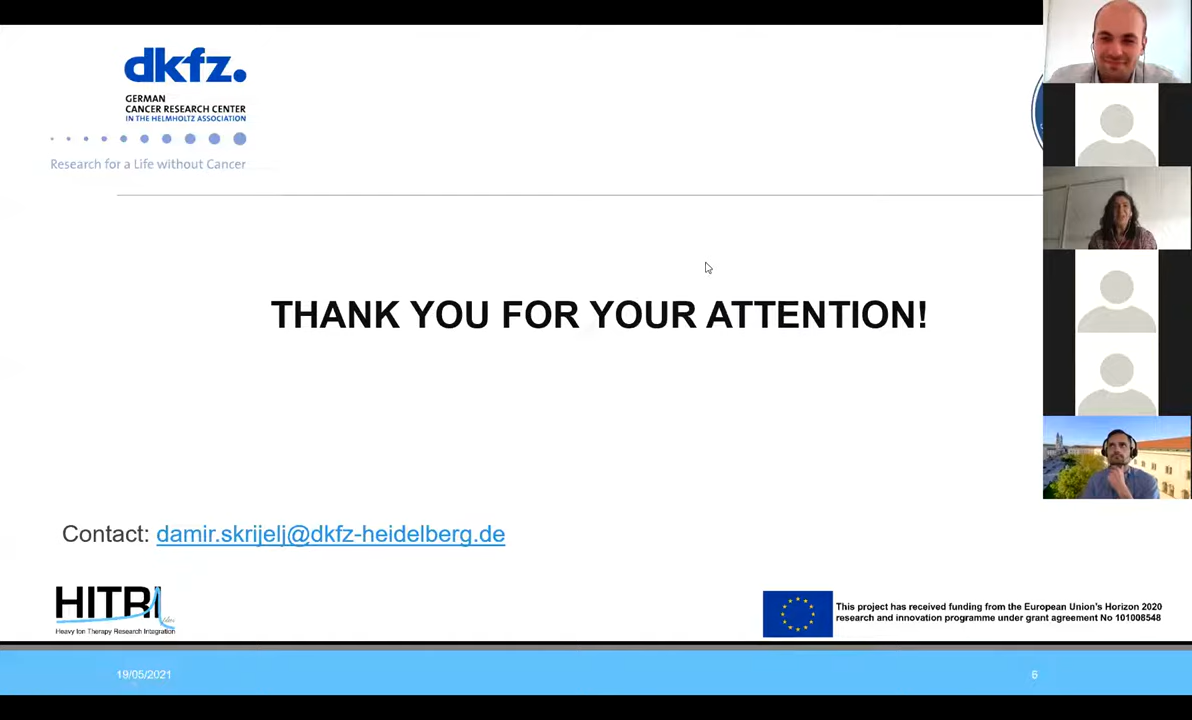 dkfz.
GERMAN
CANCER RESEARCH CENTER
IN THE HELMHOLTZ ASSOCIATION
Research for a Life without Cancer
THANK YOU FOR YOUR ATTENTION!
Contact: damir.skrijelj@dkfz-heidelberg.de
HITRI
Heavy Ion Therapy Research Integration
This project has received funding from the European Union's Horizon 2020
research and innovation programme under grant agreement No 101008548
19/05/2021
6